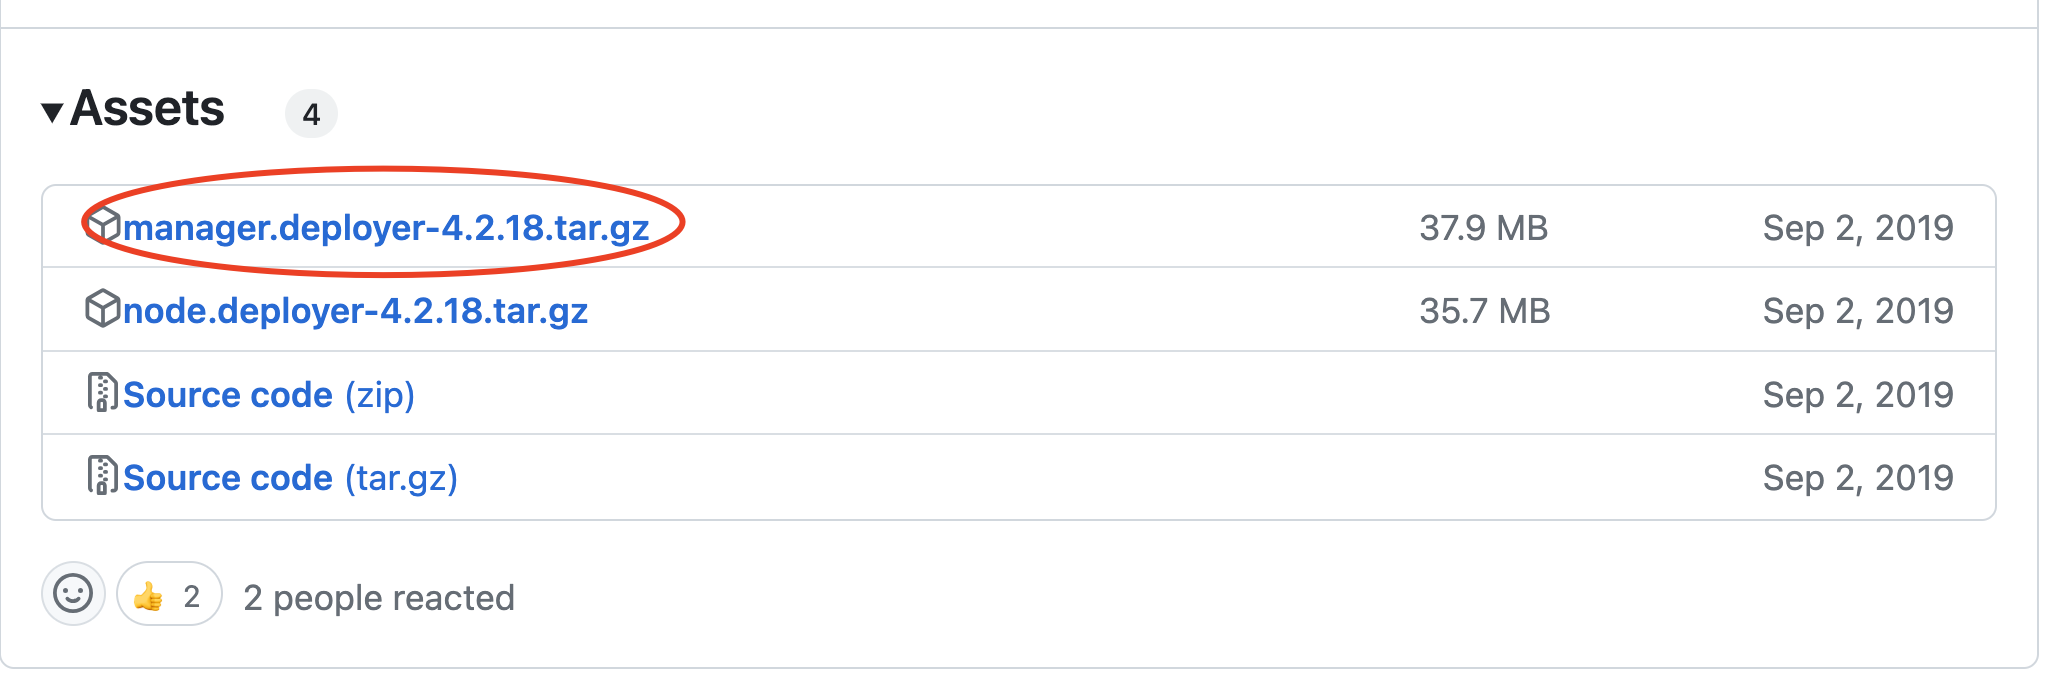 Assets 4
manager.deployer-4.2.18.tar.gz 37.9 MB Sep 2, 2019
node.deployer-4.2.18.tar.gz 35.7 MB Sep 2, 2019
Source code (zip) Sep 2, 2019
Source code (tar.gz) Sep 2, 2019
👍 2 2 people reacted